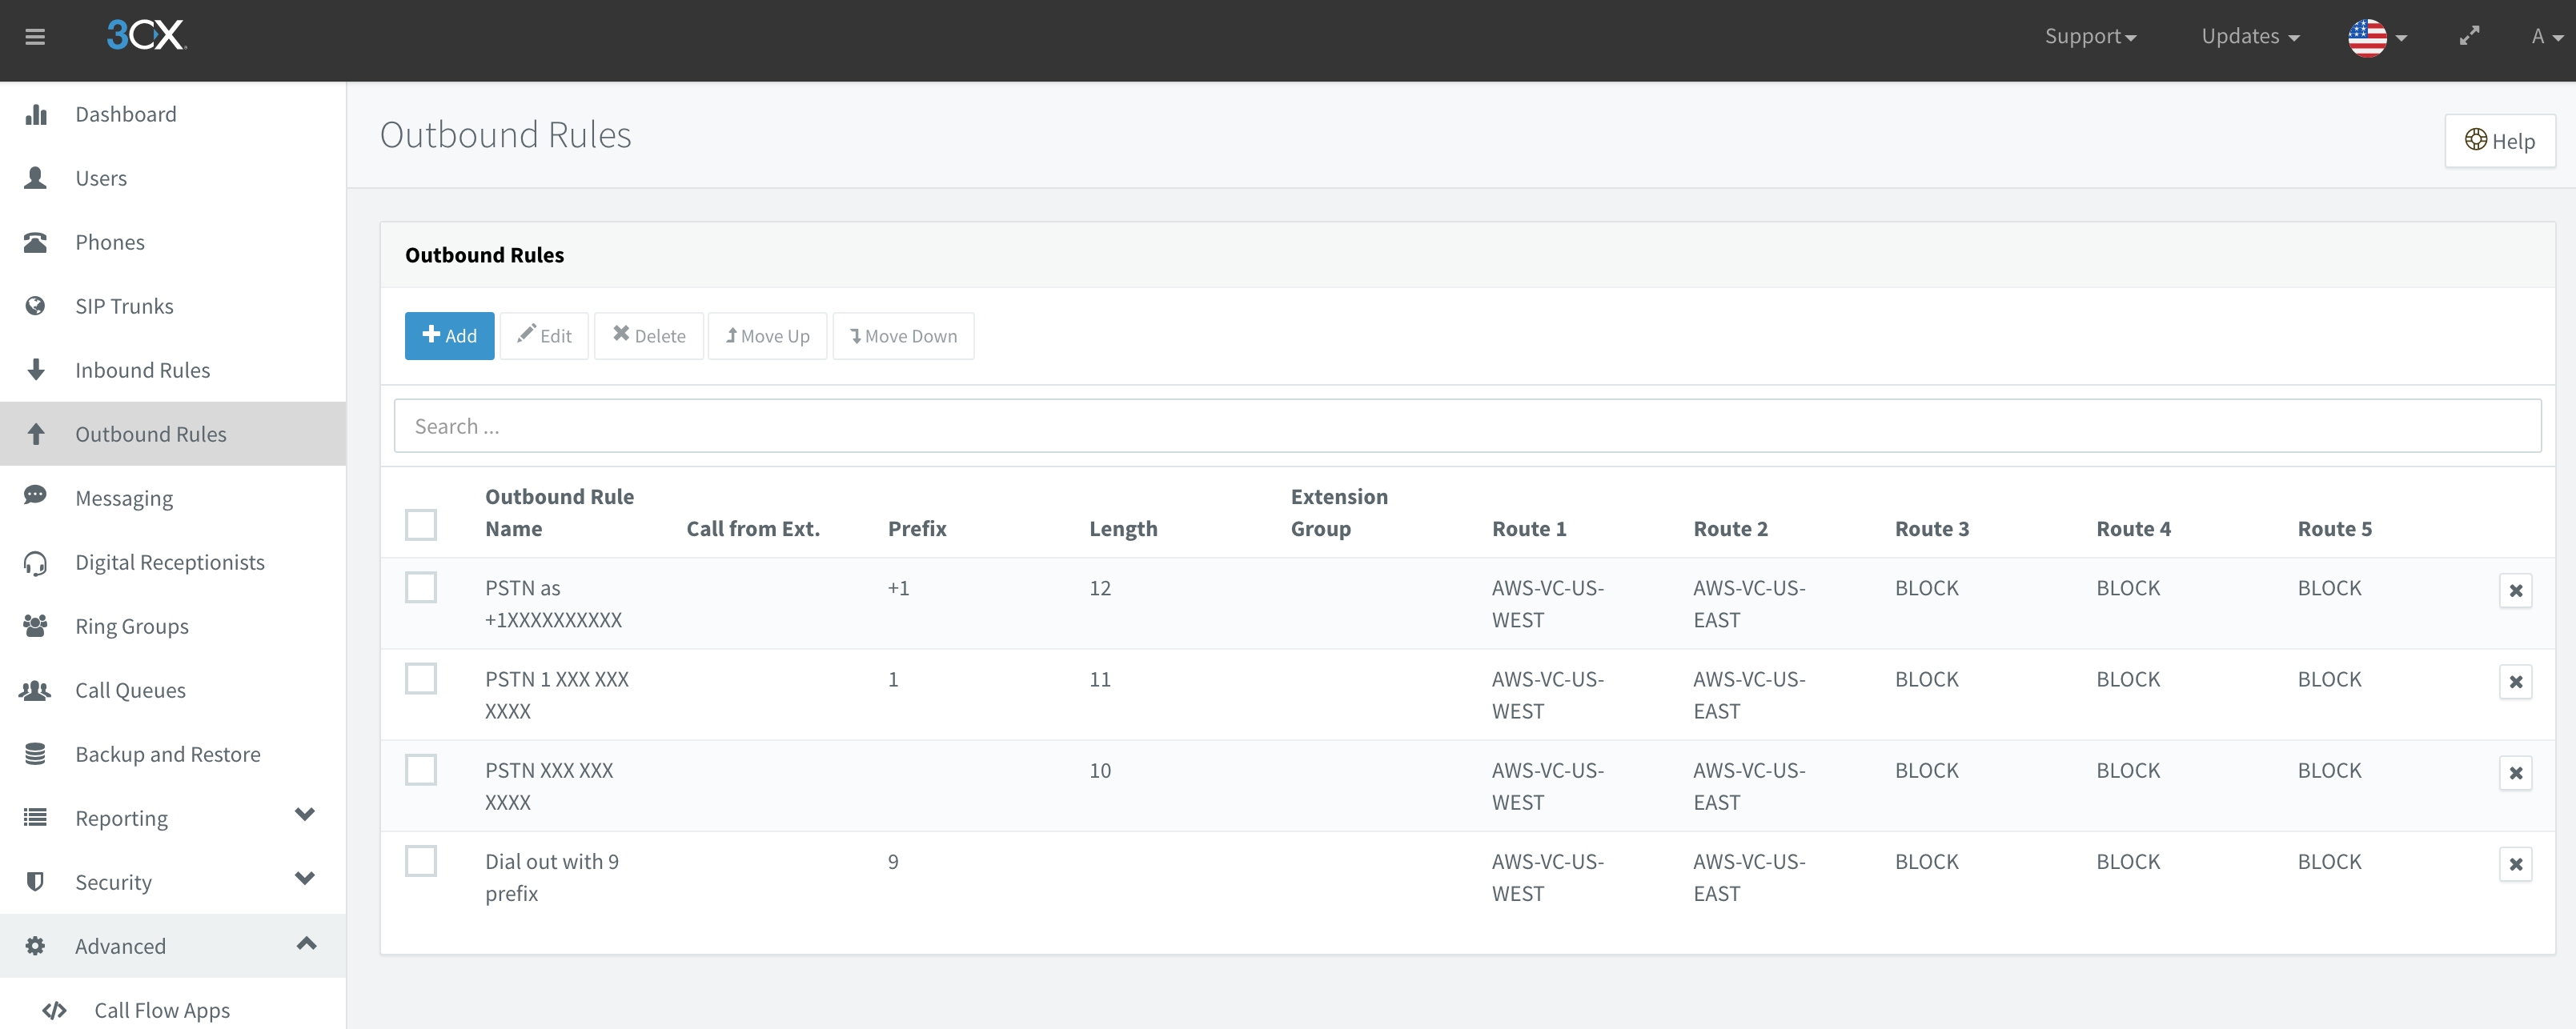 3CX
Support
Updates
A
Dashboard
Users
Phones
SIP Trunks
Inbound Rules
Outbound Rules
Messaging
Digital Receptionists
Ring Groups
Call Queues
Backup and Restore
Reporting
Security
Advanced
Call Flow Apps
Outbound Rules
Help
Outbound Rules
Add Edit Delete Move Up Move Down
Search ...
Outbound Rule Name Call from Ext. Prefix Length Extension Group Route 1 Route 2 Route 3 Route 4 Route 5
PSTN as +1XXXXXXXXXX +1 12 AWS-VC-US-WEST AWS-VC-US-EAST BLOCK BLOCK BLOCK
PSTN 1 XXX XXX XXXX 1 11 AWS-VC-US-WEST AWS-VC-US-EAST BLOCK BLOCK BLOCK
PSTN XXX XXX XXXX 10 AWS-VC-US-WEST AWS-VC-US-EAST BLOCK BLOCK BLOCK
Dial out with 9 prefix 9 AWS-VC-US-WEST AWS-VC-US-EAST BLOCK BLOCK BLOCK